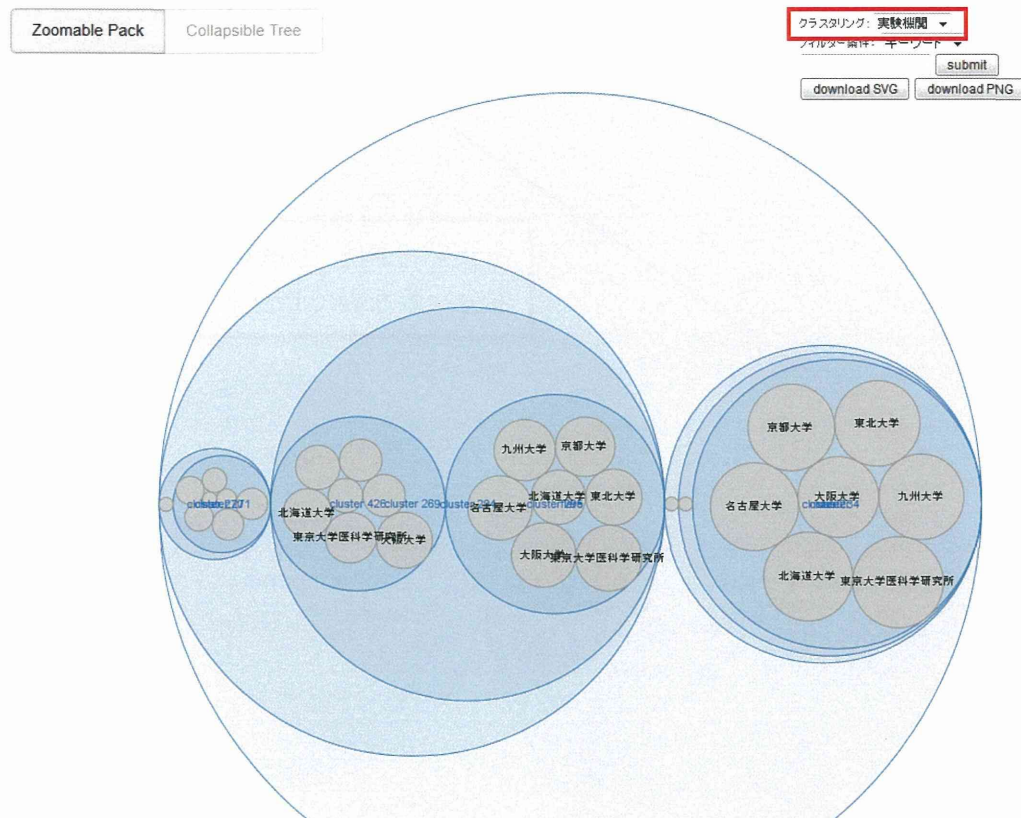 Zoomable Pack
Collapsible Tree
クラスタリング: 実験機関
フィルター条件: キーワード
submit
download SVG
download PNG
京都大学
東北大学
九州大学
京都大学
名古屋大学
大阪大学
九州大学
北海道大学
東北大学
名古屋大学
北海道大学
cluster 426
cluster 269
大阪大学
東京大学医科学研究所
東京大学医科学研究所
大阪大学
北海道大学
東京大学医科学研究所